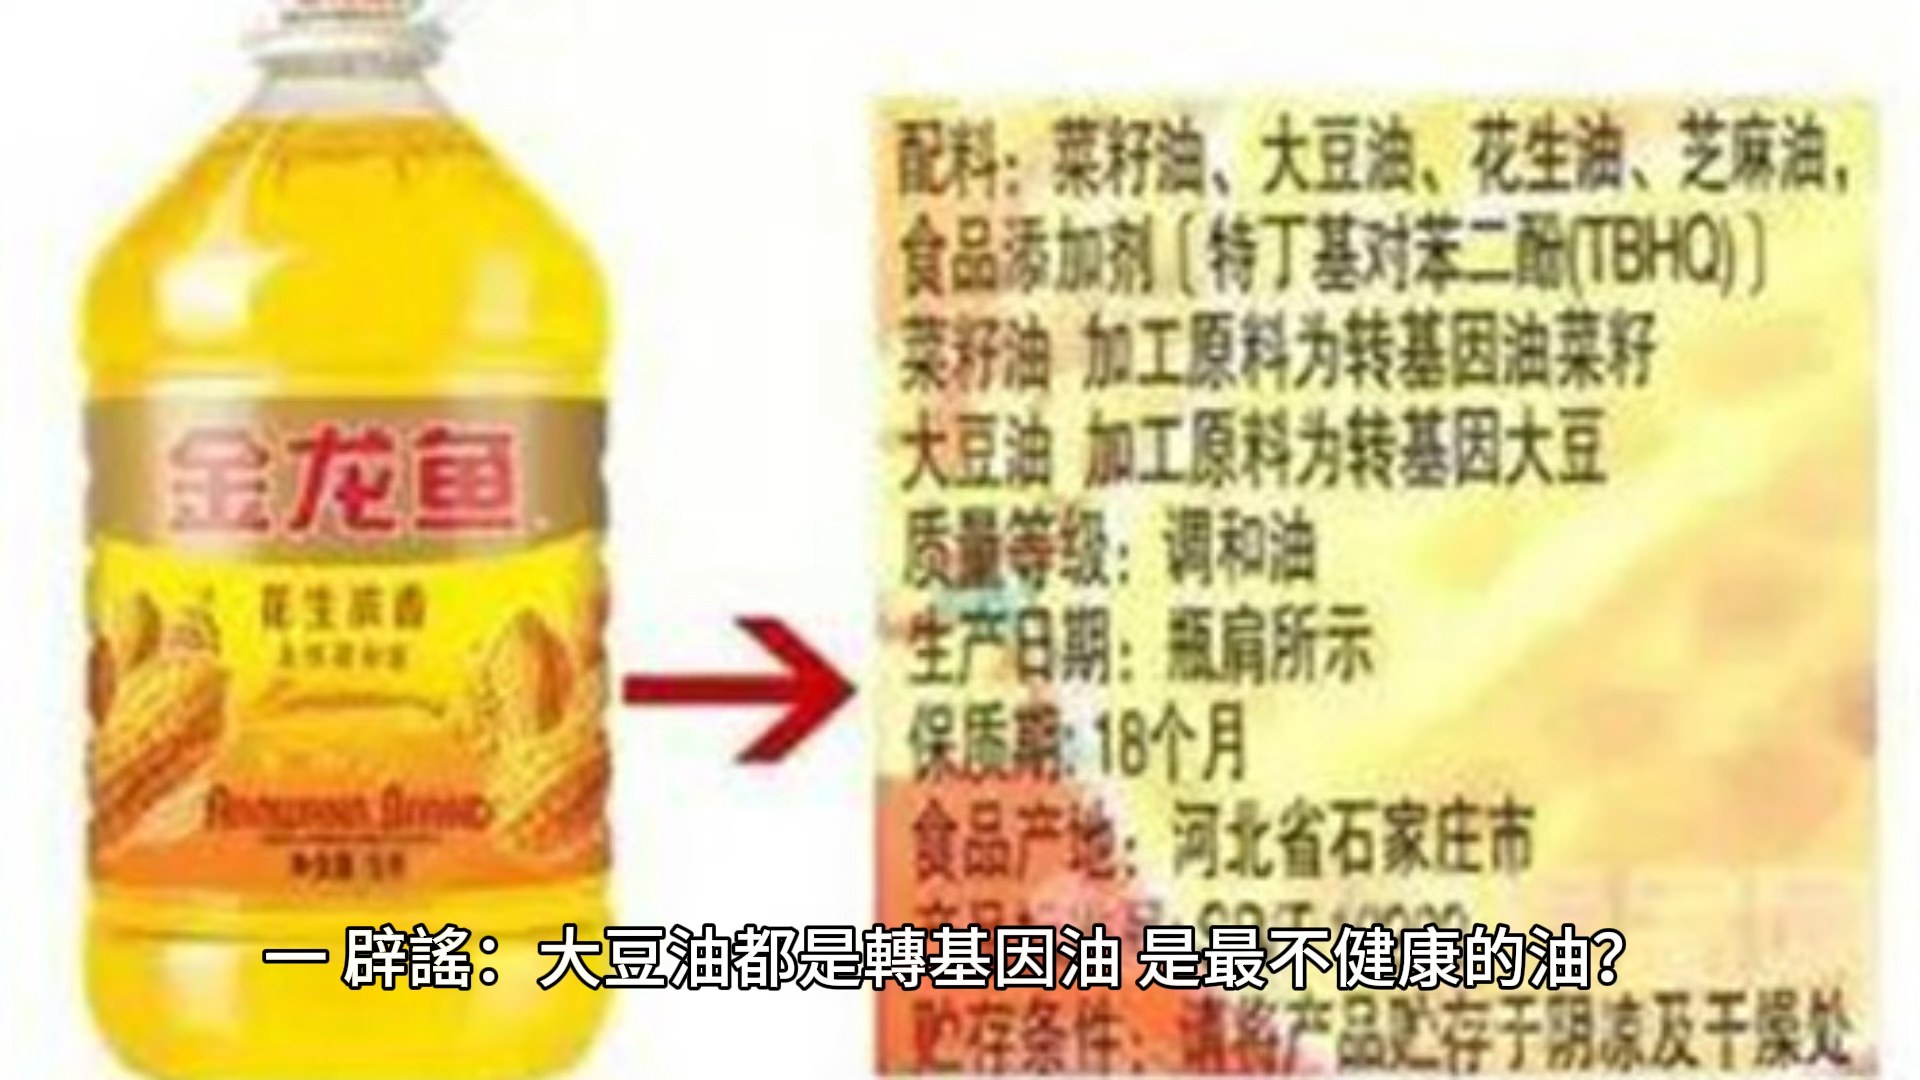 金龙鱼
花生浓香
ARAWANA BRAND
配料：菜籽油、大豆油、花生油、芝麻油，
食品添加剂〔特丁基对苯二酚(TBHQ)〕
菜籽油 加工原料为转基因油菜籽
大豆油 加工原料为转基因大豆
质量等级：调和油
生产日期：瓶肩所示
保质期：18个月
食品产地：河北省石家庄市
贮存条件：请将产品贮存于阴凉及干燥处
一 辟謠：大豆油都是轉基因油 是最不健康的油？